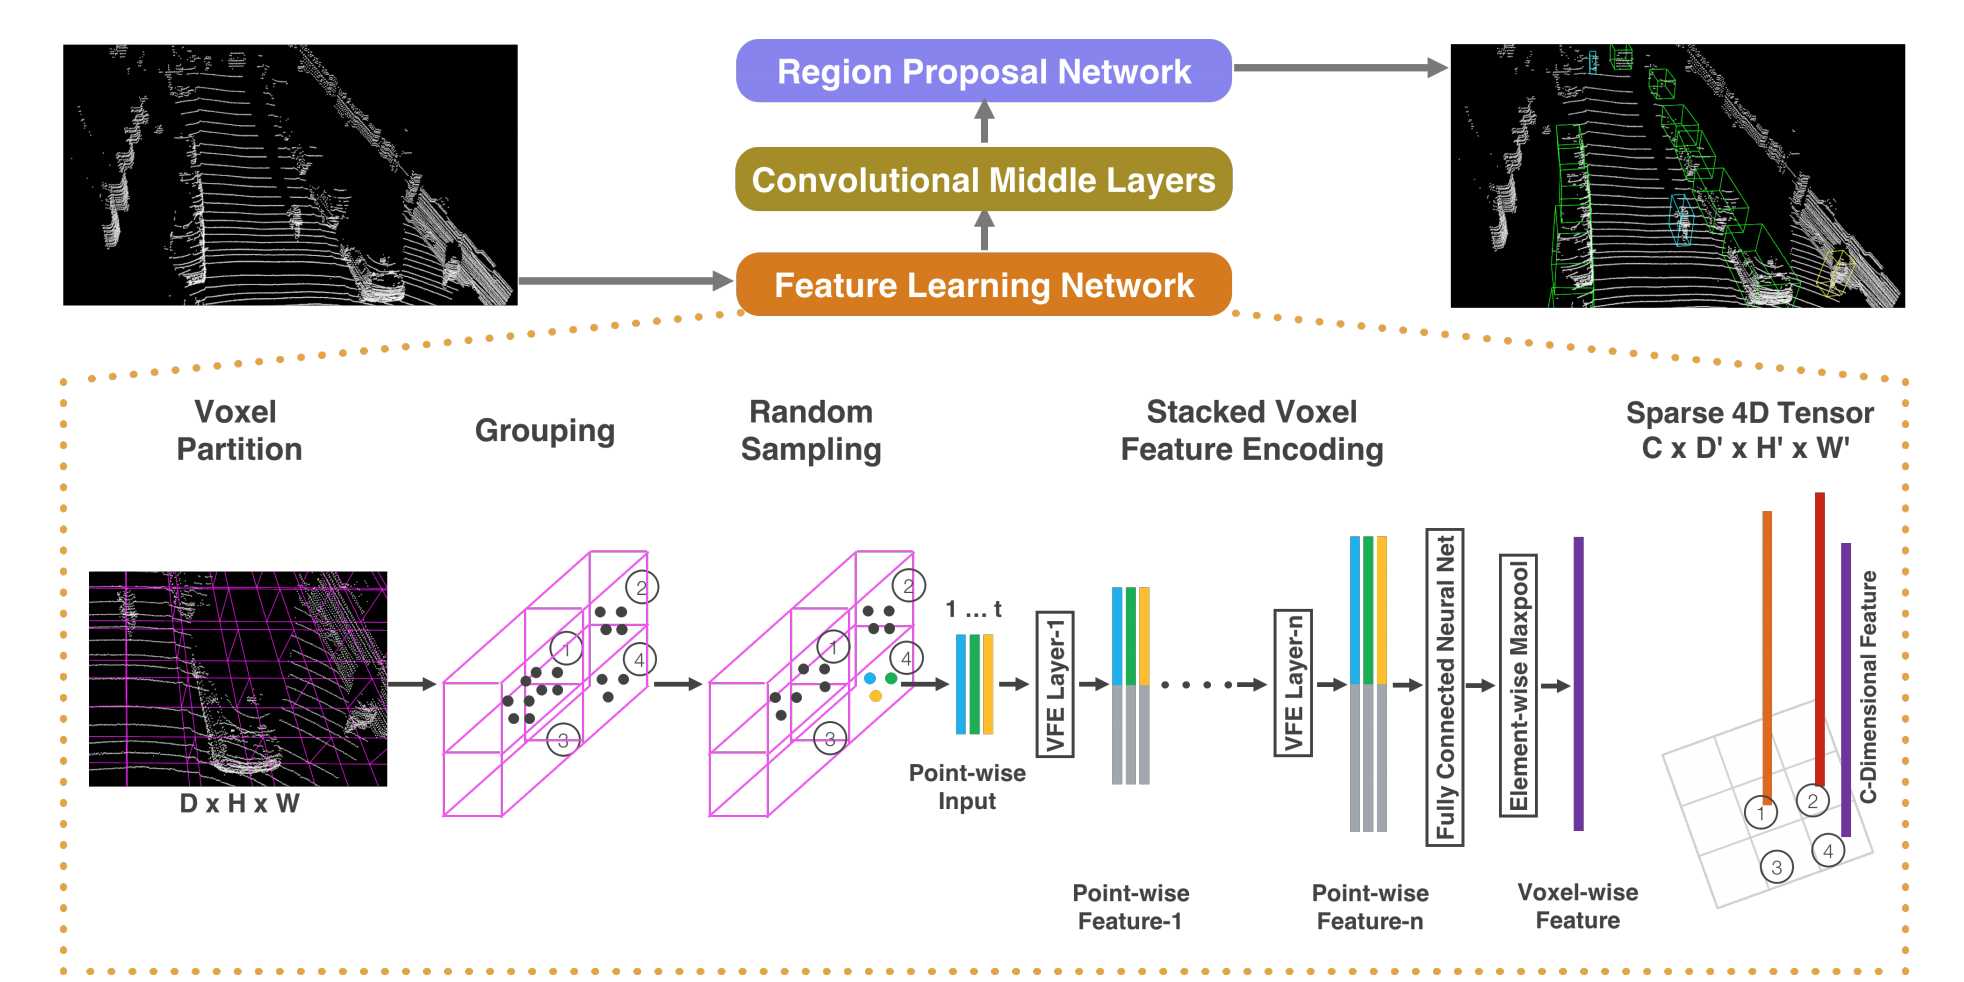 Region Proposal Network
Convolutional Middle Layers
Feature Learning Network
Voxel
Partition
Grouping
Random
Sampling
Stacked Voxel
Feature Encoding
Sparse 4D Tensor
C x D' x H' x W'
D x H x W
1
2
3
4
1
2
3
4
1 ... t
Point-wise
Input
VFE Layer-1
Point-wise
Feature-1
VFE Layer-n
Point-wise
Feature-n
Fully Connected Neural Net
Element-wise Maxpool
Voxel-wise
Feature
1
2
3
4
C-Dimensional Feature